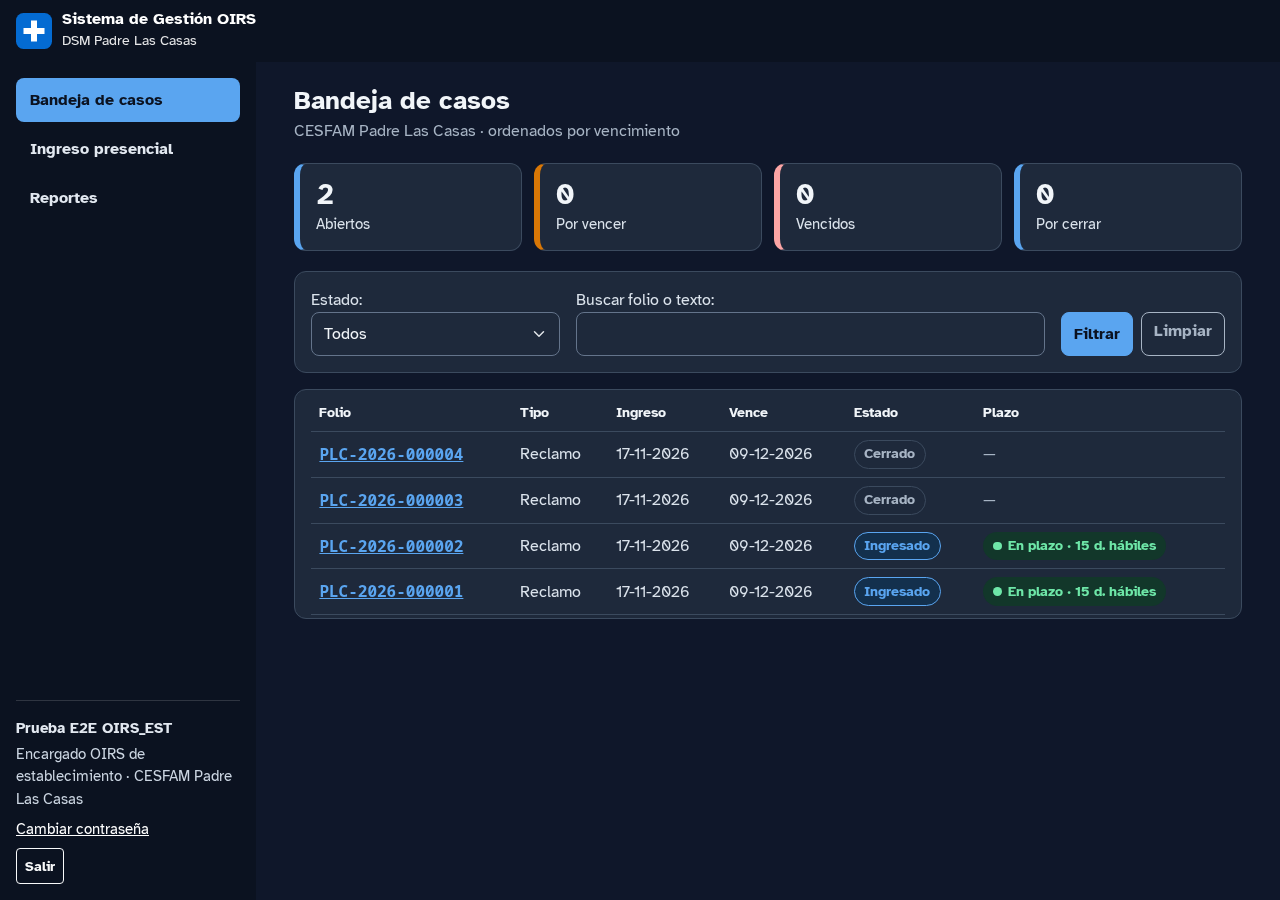 Sistema de Gestión OIRS
DSM Padre Las Casas
Bandeja de casos
Ingreso presencial
Reportes
Prueba E2E OIRS_EST
Encargado OIRS de
establecimiento · CESFAM Padre
Las Casas
Cambiar contraseña
Salir
Bandeja de casos
CESFAM Padre Las Casas · ordenados por vencimiento
2 0 0 0
Abiertos Por vencer Vencidos Por cerrar
Estado: Buscar folio o texto:
Todos Filtrar Limpiar
Folio Tipo Ingreso Vence Estado Plazo
PLC-2026-000004 Reclamo 17-11-2026 09-12-2026 Cerrado —
PLC-2026-000003 Reclamo 17-11-2026 09-12-2026 Cerrado —
PLC-2026-000002 Reclamo 17-11-2026 09-12-2026 Ingresado En plazo · 15 d. hábiles
PLC-2026-000001 Reclamo 17-11-2026 09-12-2026 Ingresado En plazo · 15 d. hábiles